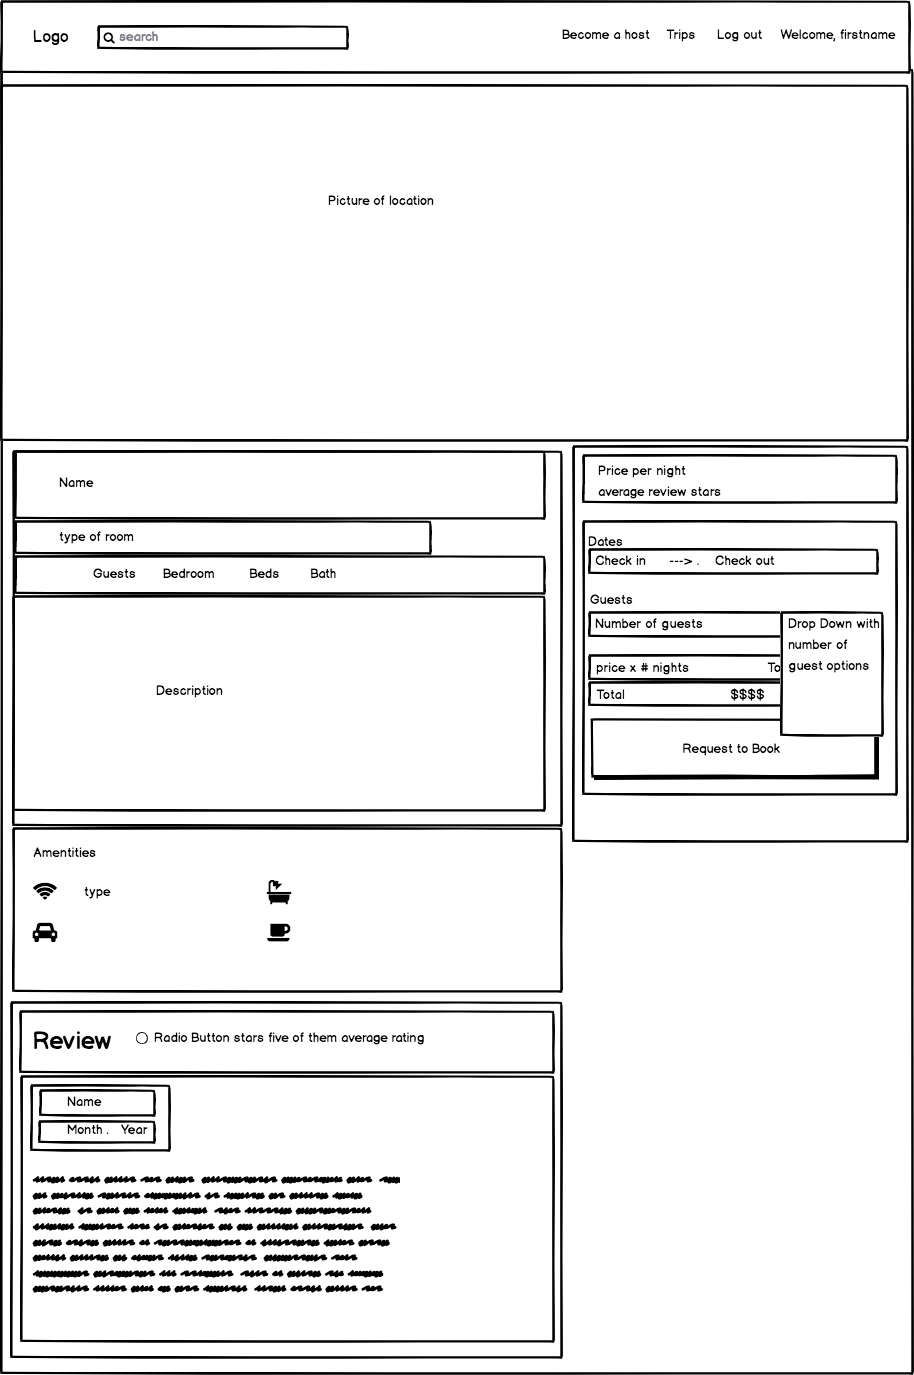 Logo
search
Become a host Trips Log out Welcome, firstname
Picture of location
Name
type of room
Guests Bedroom Beds Bath
Description
Price per night
average review stars
Dates
Check in ---> . Check out
Guests
Number of guests
Drop Down with
number of
guest options
price x # nights To
Total $$$$
Request to Book
Amentities
type
Review
Radio Button stars five of them average rating
Name
Month . Year